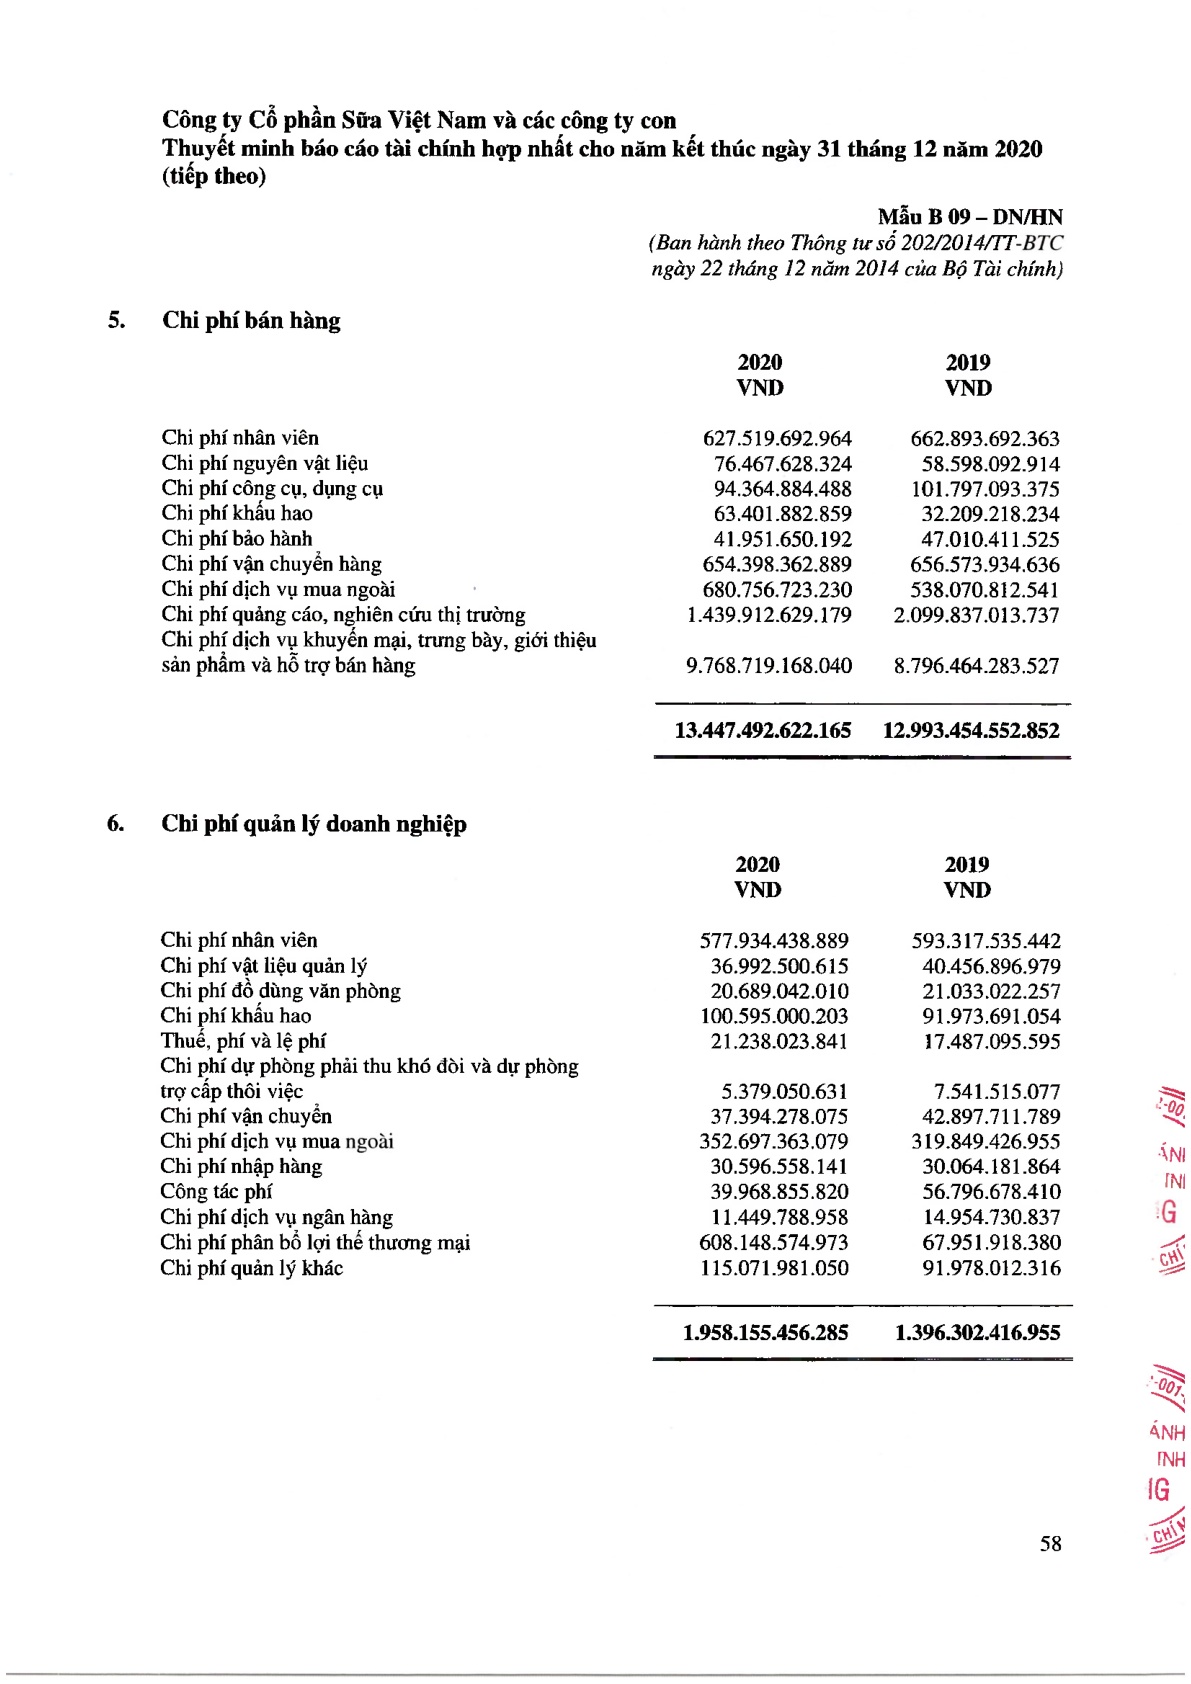 Công ty Cổ phần Sữa Việt Nam và các công ty con
Thuyết minh báo cáo tài chính hợp nhất cho năm kết thúc ngày 31 tháng 12 năm 2020
(tiếp theo)
Mẫu B 09 – DN/HN
(Ban hành theo Thông tư số 202/2014/TT-BTC
ngày 22 tháng 12 năm 2014 của Bộ Tài chính)
5. Chi phí bán hàng
2020 2019
VND VND
Chi phí nhân viên 627.519.692.964 662.893.692.363
Chi phí nguyên vật liệu 76.467.628.324 58.598.092.914
Chi phí công cụ, dụng cụ 94.364.884.488 101.797.093.375
Chi phí khấu hao 63.401.882.859 32.209.218.234
Chi phí bảo hành 41.951.650.192 47.010.411.525
Chi phí vận chuyển hàng 654.398.362.889 656.573.934.636
Chi phí dịch vụ mua ngoài 680.756.723.230 538.070.812.541
Chi phí quảng cáo, nghiên cứu thị trường 1.439.912.629.179 2.099.837.013.737
Chi phí dịch vụ khuyến mại, trưng bày, giới thiệu
sản phẩm và hỗ trợ bán hàng 9.768.719.168.040 8.796.464.283.527
13.447.492.622.165 12.993.454.552.852
6. Chi phí quản lý doanh nghiệp
2020 2019
VND VND
Chi phí nhân viên 577.934.438.889 593.317.535.442
Chi phí vật liệu quản lý 36.992.500.615 40.456.896.979
Chi phí đồ dùng văn phòng 20.689.042.010 21.033.022.257
Chi phí khấu hao 100.595.000.203 91.973.691.054
Thuế, phí và lệ phí 21.238.023.841 17.487.095.595
Chi phí dự phòng phải thu khó đòi và dự phòng
trợ cấp thôi việc 5.379.050.631 7.541.515.077
Chi phí vận chuyển 37.394.278.075 42.897.711.789
Chi phí dịch vụ mua ngoài 352.697.363.079 319.849.426.955
Chi phí nhập hàng 30.596.558.141 30.064.181.864
Công tác phí 39.968.855.820 56.796.678.410
Chi phí dịch vụ ngân hàng 11.449.788.958 14.954.730.837
Chi phí phân bổ lợi thế thương mại 608.148.574.973 67.951.918.380
Chi phí quản lý khác 115.071.981.050 91.978.012.316
1.958.155.456.285 1.396.302.416.955
58